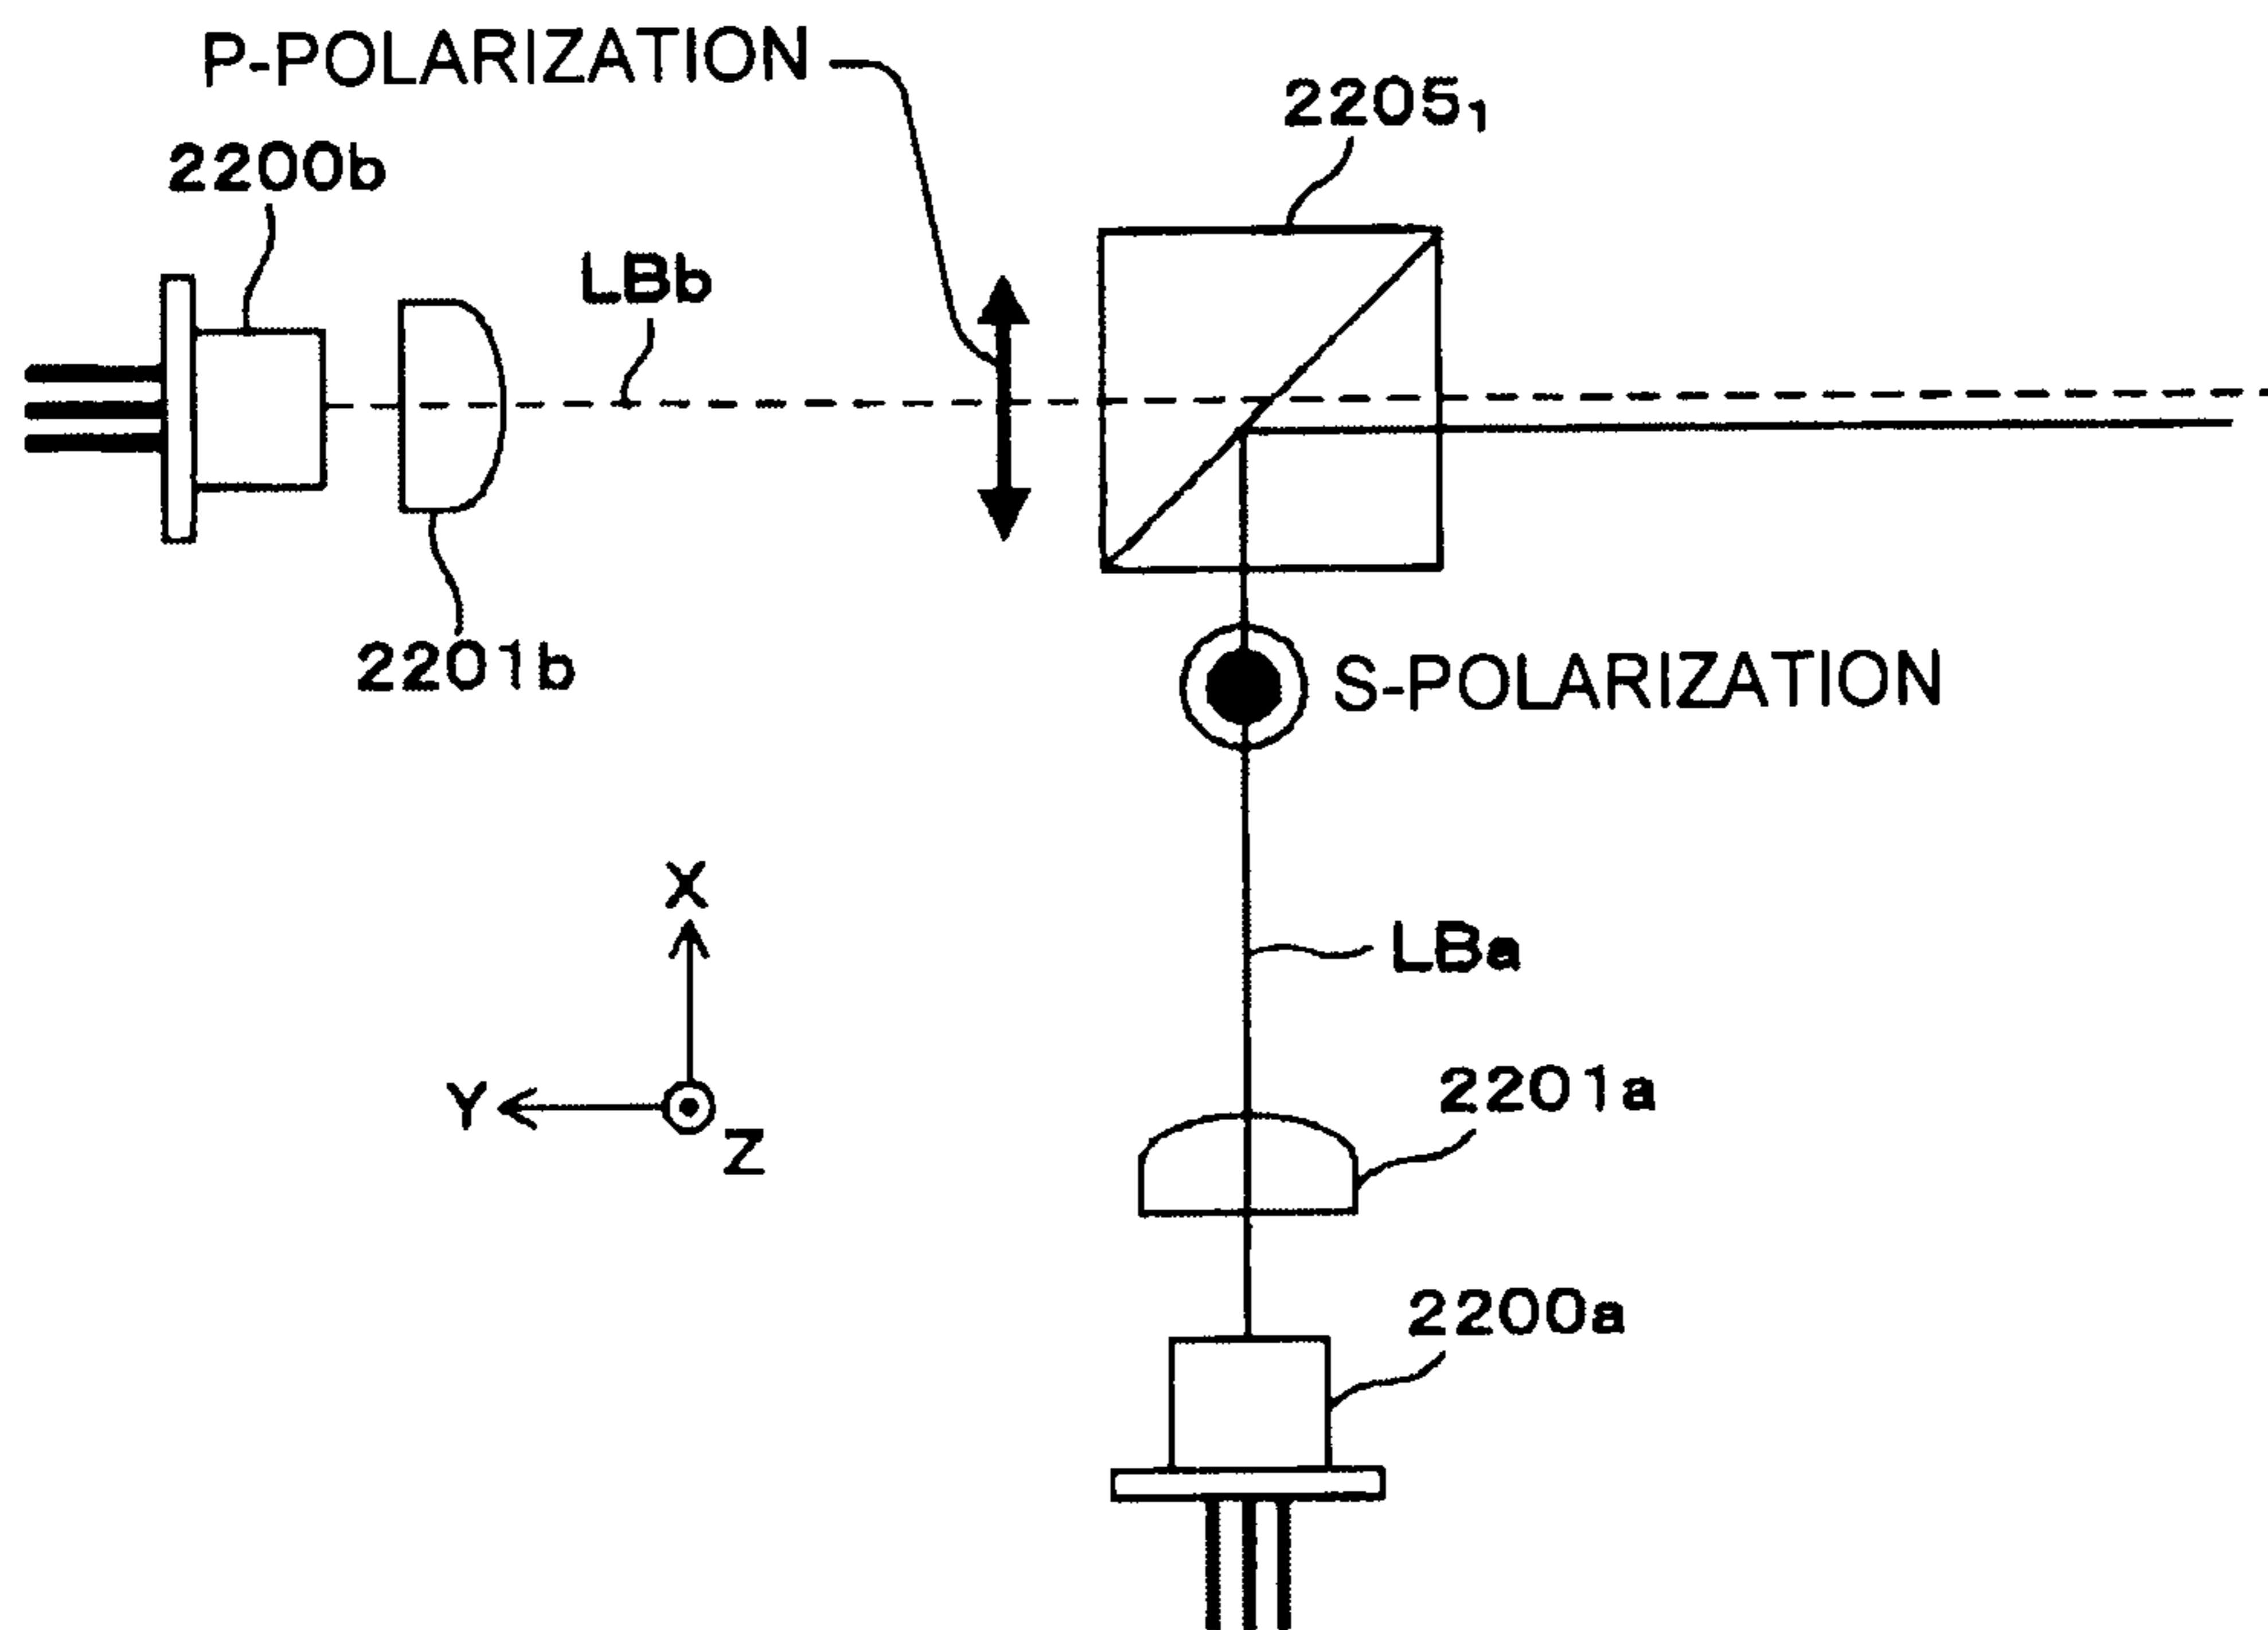 P-POLARIZATION
2205₁
2200b
LBb
2201b
S-POLARIZATION
X
LBa
2201a
Y
Z
2200a